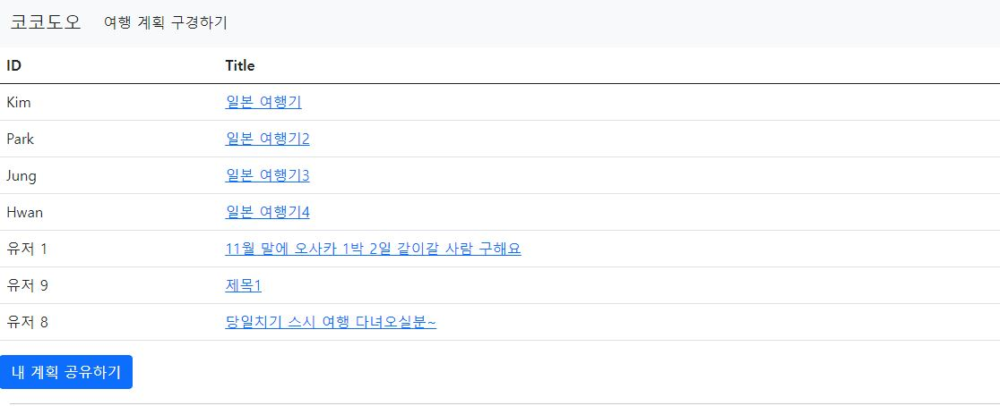 코코도오 여행 계획 구경하기
ID Title
Kim 일본 여행기
Park 일본 여행기2
Jung 일본 여행기3
Hwan 일본 여행기4
유저 1 11월 말에 오사카 1박 2일 같이갈 사람 구해요
유저 9 제목1
유저 8 당일치기 스시 여행 다녀오실분~
내 계획 공유하기